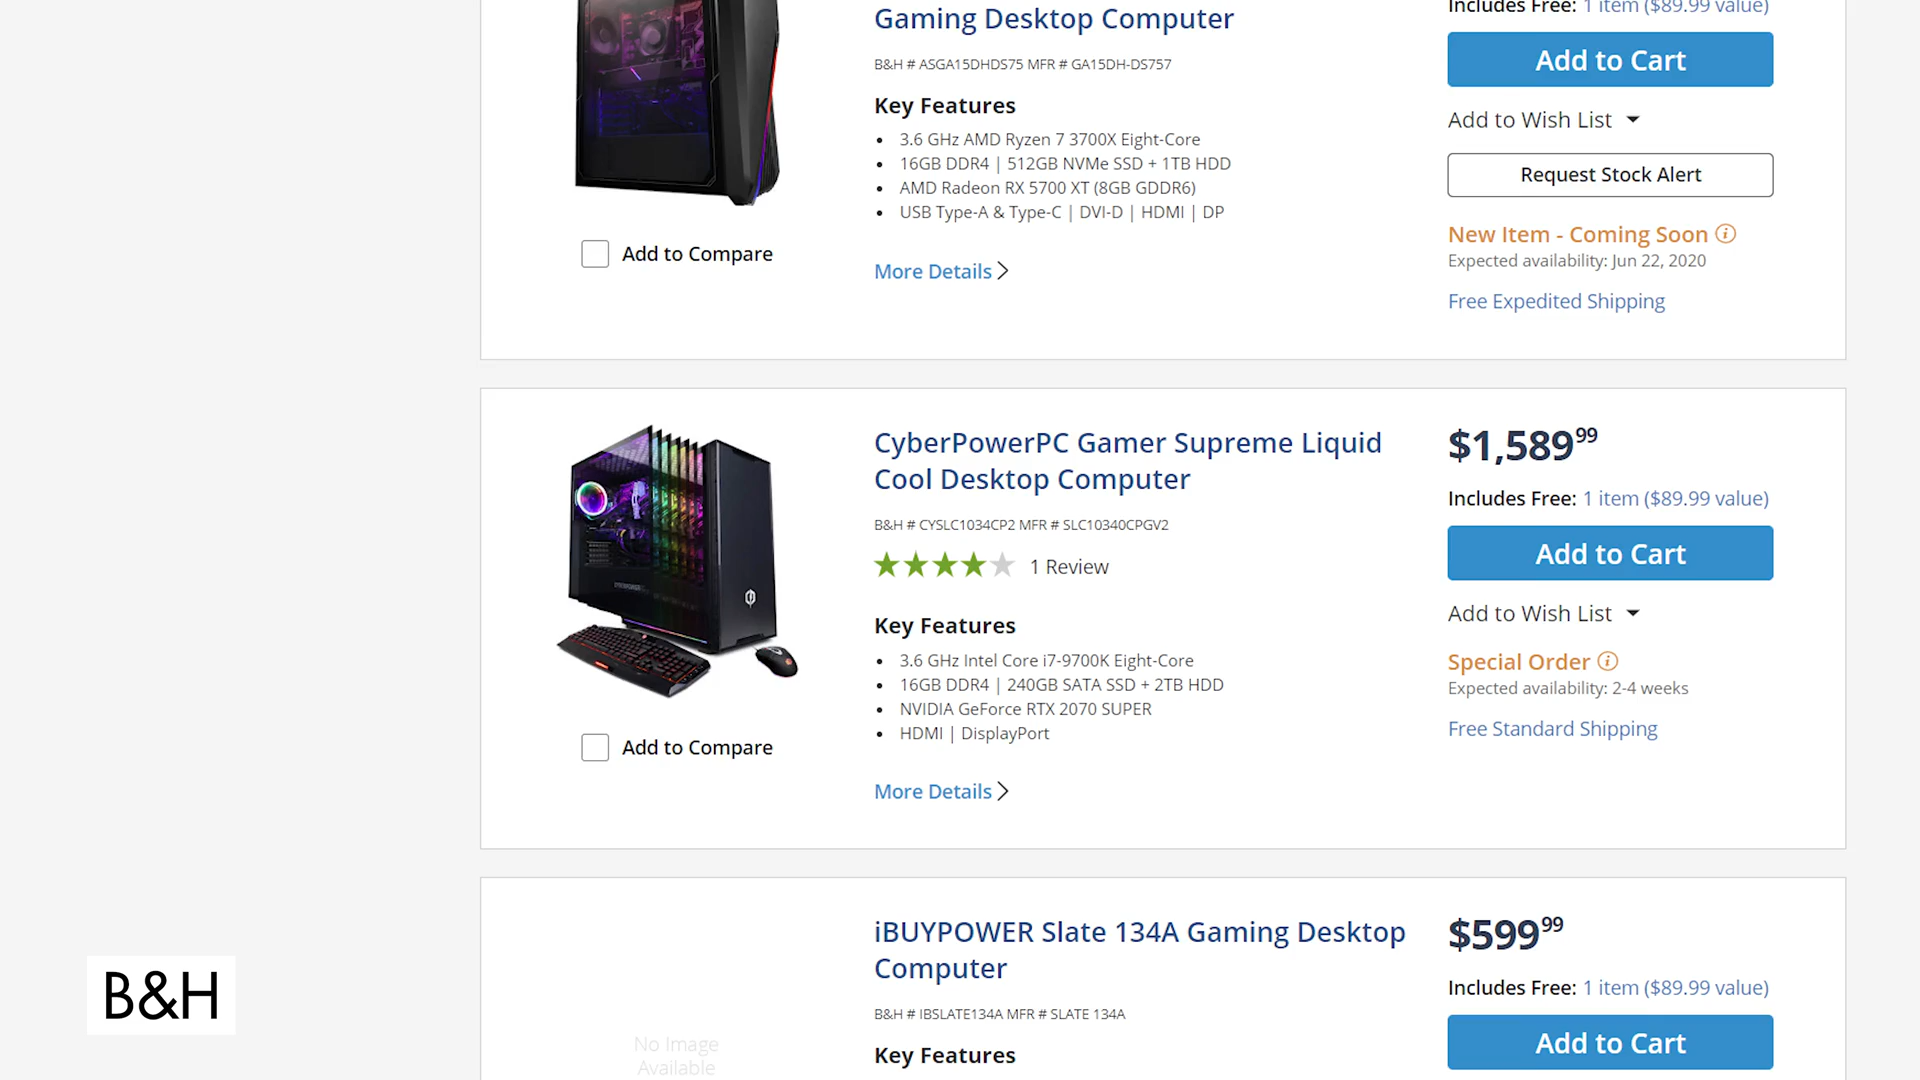 Gaming Desktop Computer
B&H # ASGA15DHDS75 MFR # GA15DH-DS757
Key Features
3.6 GHz AMD Ryzen 7 3700X Eight-Core
16GB DDR4 | 512GB NVMe SSD + 1TB HDD
AMD Radeon RX 5700 XT (8GB GDDR6)
USB Type-A & Type-C | DVI-D | HDMI | DP
More Details
Add to Compare
Includes Free: 1 item ($89.99 value)
Add to Cart
Add to Wish List
Request Stock Alert
New Item - Coming Soon
Expected availability: Jun 22, 2020
Free Expedited Shipping
CyberPowerPC Gamer Supreme Liquid
Cool Desktop Computer
B&H # CYSLC1034CP2 MFR # SLC10340CPGV2
1 Review
Key Features
3.6 GHz Intel Core i7-9700K Eight-Core
16GB DDR4 | 240GB SATA SSD + 2TB HDD
NVIDIA GeForce RTX 2070 SUPER
HDMI | DisplayPort
More Details
Add to Compare
$1,589 99
Includes Free: 1 item ($89.99 value)
Add to Cart
Add to Wish List
Special Order
Expected availability: 2-4 weeks
Free Standard Shipping
No Image
Available
iBUYPOWER Slate 134A Gaming Desktop
Computer
B&H # IBSLATE134A MFR # SLATE 134A
Key Features
$599 99
Includes Free: 1 item ($89.99 value)
Add to Cart
B&H